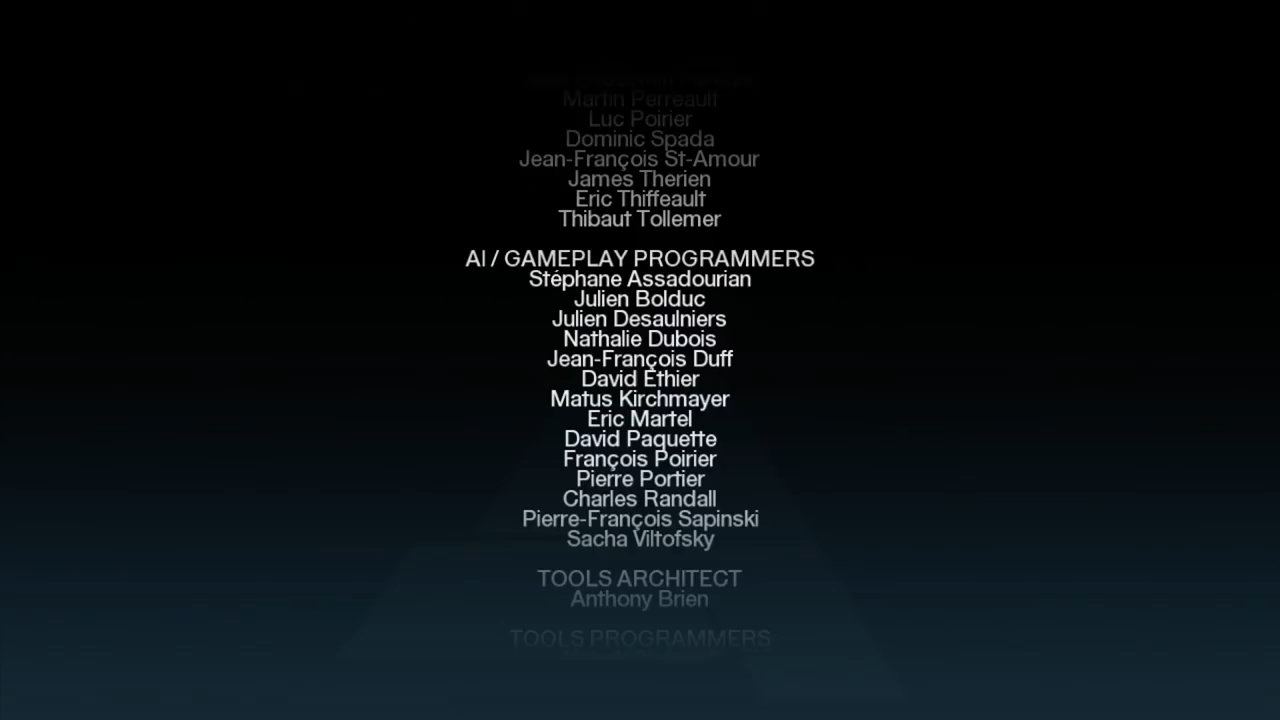 Martin Perreault
Luc Poirier
Dominic Spada
Jean-François St-Amour
James Therien
Eric Thiffeault
Thibaut Tollemer
AI / GAMEPLAY PROGRAMMERS
Stéphane Assadourian
Julien Bolduc
Julien Desaulniers
Nathalie Dubois
Jean-François Duff
David Ethier
Matus Kirchmayer
Eric Martel
David Paquette
François Poirier
Pierre Portier
Charles Randall
Pierre-François Sapinski
Sacha Viltofsky
TOOLS ARCHITECT
Anthony Brien
TOOLS PROGRAMMERS